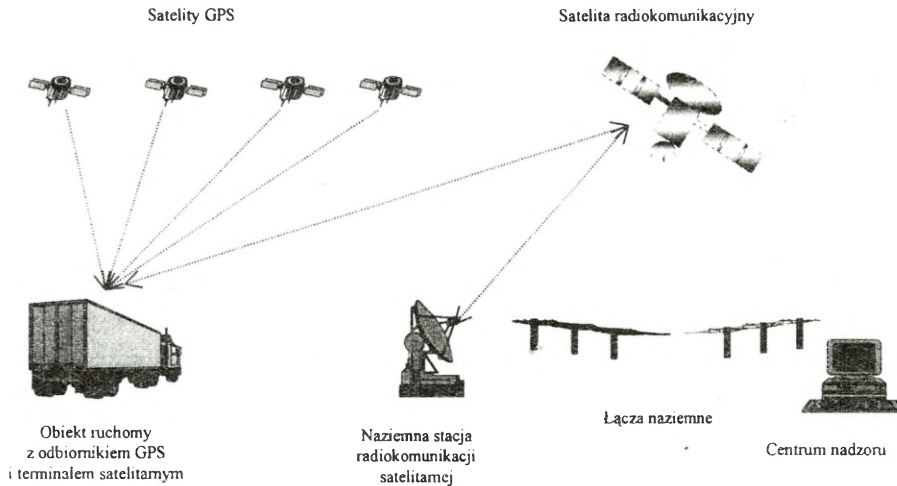 Satelity GPS
Satelita radiokomunikacyjny
Obiekt ruchomy
z odbiornikiem GPS
i terminalem satelitarnym
Naziemna stacja
radiokomunikacji
satelitarnej
Łącza naziemne
Centrum nadzoru